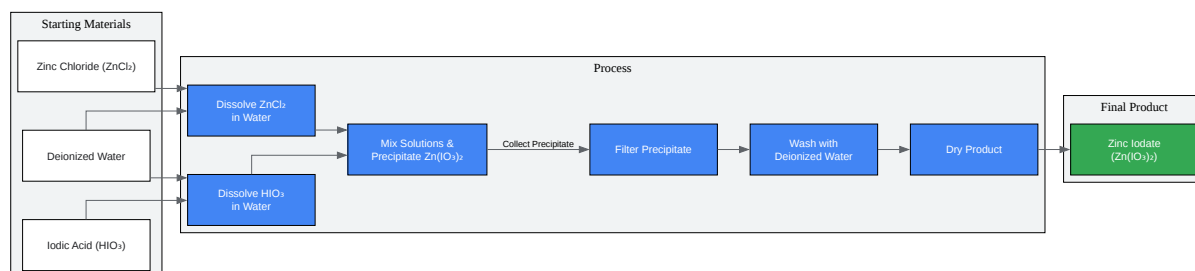 Starting Materials
Zinc Chloride (ZnCl₂)
Deionized Water
Iodic Acid (HIO₃)
Process
Dissolve ZnCl₂
in Water
Dissolve HIO₃
in Water
Mix Solutions &
Precipitate Zn(IO₃)₂
Collect Precipitate
Filter Precipitate
Wash with
Deionized Water
Dry Product
Final Product
Zinc Iodate
(Zn(IO₃)₂)